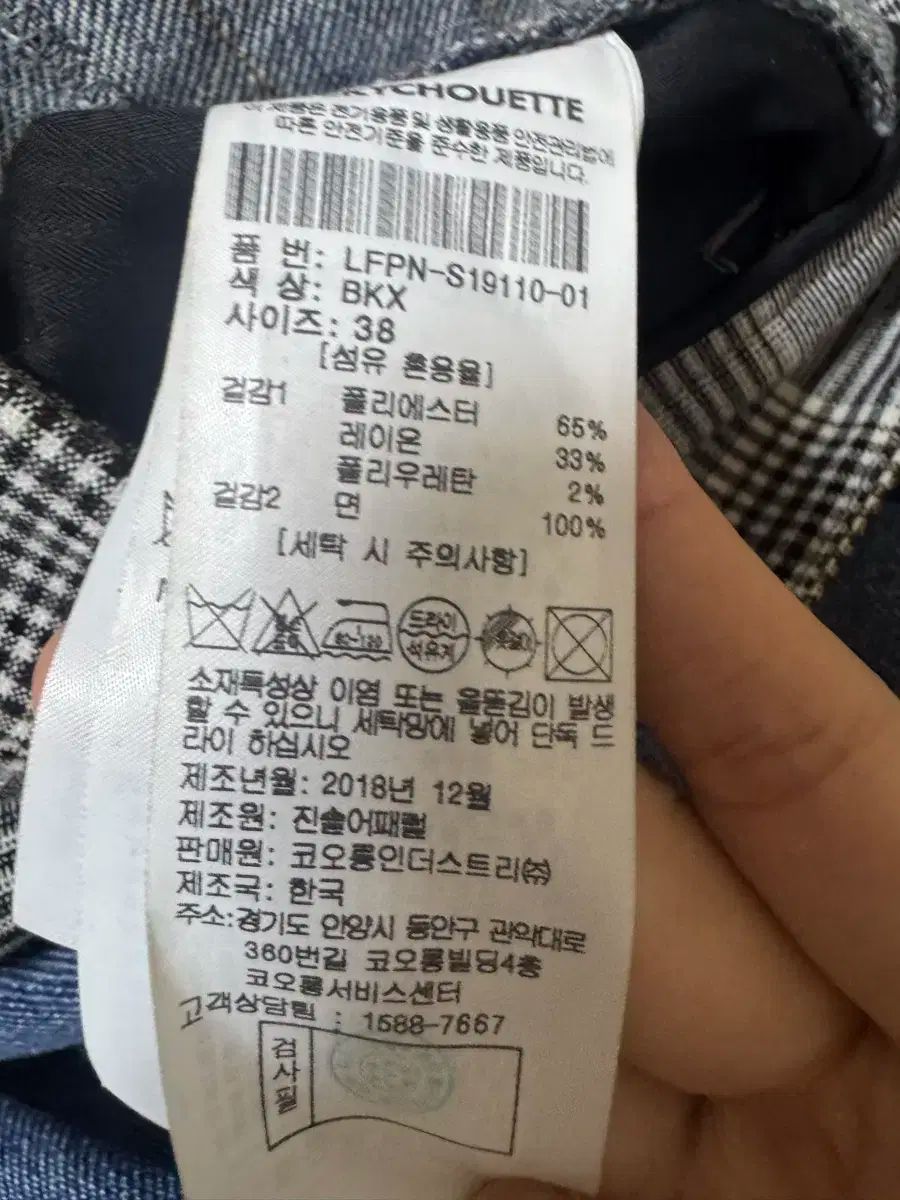 CHOUETTE
이 제품은 전기용품 및 생활용품 안전관리법에
따른 안전기준을 준수한 제품입니다.
품 번: LFPN-S19110-01
색 상: BKX
사이즈: 38
[섬유 혼용율]
겉감1 폴리에스터 65%
레이온 33%
폴리우레탄 2%
겉감2 면 100%
[세탁 시 주의사항]
드라이
석유계
소재특성상 이염 또는 올뜯김이 발생
할 수 있으니 세탁망에 넣어 단독 드
라이 하십시오
제조년월: 2018년 12월
제조원: 진솔어패럴
판매원: 코오롱인더스트리㈜
제조국: 한국
주소:경기도 안양시 동안구 관악대로
360번길 코오롱빌딩4층
코오롱서비스센터
고객상담팀 : 1588-7667
검사필